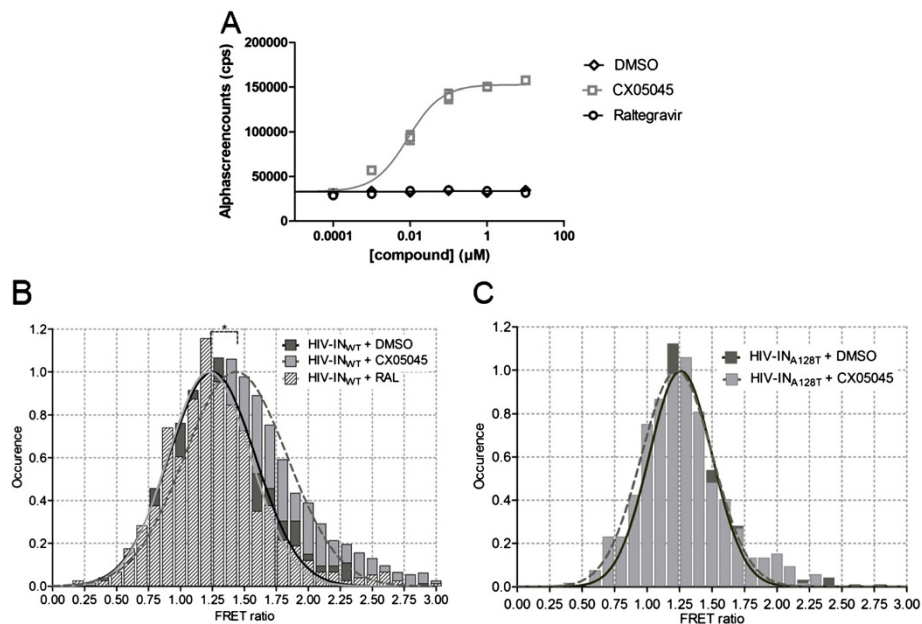 A
Alphascreencounts (cps)
200000
150000
100000
50000
0
0.0001
0.01
1
100
[compound] (µM)
DMSO
CX05045
Raltegravir
B
Occurence
1.2
1.0
0.8
0.6
0.4
0.2
0.0
*
HIV-INWT + DMSO
HIV-INWT + CX05045
HIV-INWT + RAL
0.00 0.25 0.50 0.75 1.00 1.25 1.50 1.75 2.00 2.25 2.50 2.75 3.00
FRET ratio
C
Occurence
1.2
1.0
0.8
0.6
0.4
0.2
0.0
HIV-INA128T + DMSO
HIV-INA128T + CX05045
0.00 0.25 0.50 0.75 1.00 1.25 1.50 1.75 2.00 2.25 2.50 2.75 3.00
FRET ratio